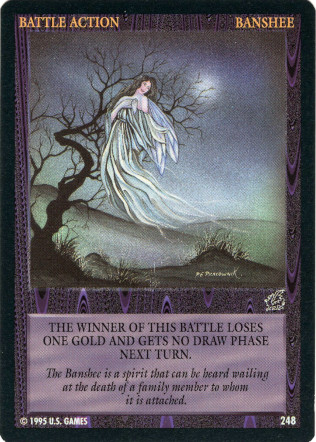 BATTLE ACTION BANSHEE
THE WINNER OF THIS BATTLE LOSES
ONE GOLD AND GETS NO DRAW PHASE
NEXT TURN.
The Banshee is a spirit that can be heard wailing
at the death of a family member to whom
it is attached.
© 1995 U.S. GAMES 248